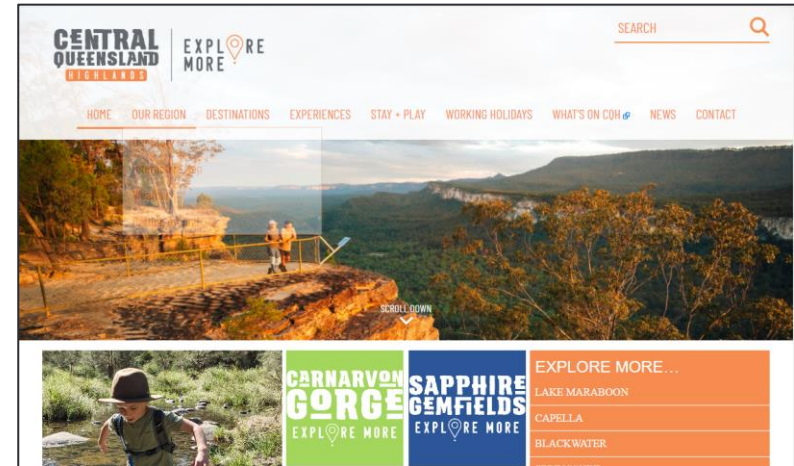 SEARCH
CENTRAL
QUEENSLAND
HIGHLANDS
EXPLORE
MORE
HOME OUR REGION DESTINATIONS EXPERIENCES STAY + PLAY WORKING HOLIDAYS WHAT'S ON CQH NEWS CONTACT
SCROLL DOWN
CARNARVON
GORGE
EXPLORE MORE
SAPPHIRE
GEMFIELDS
EXPLORE MORE
EXPLORE MORE...
LAKE MARABOON
CAPELLA
BLACKWATER